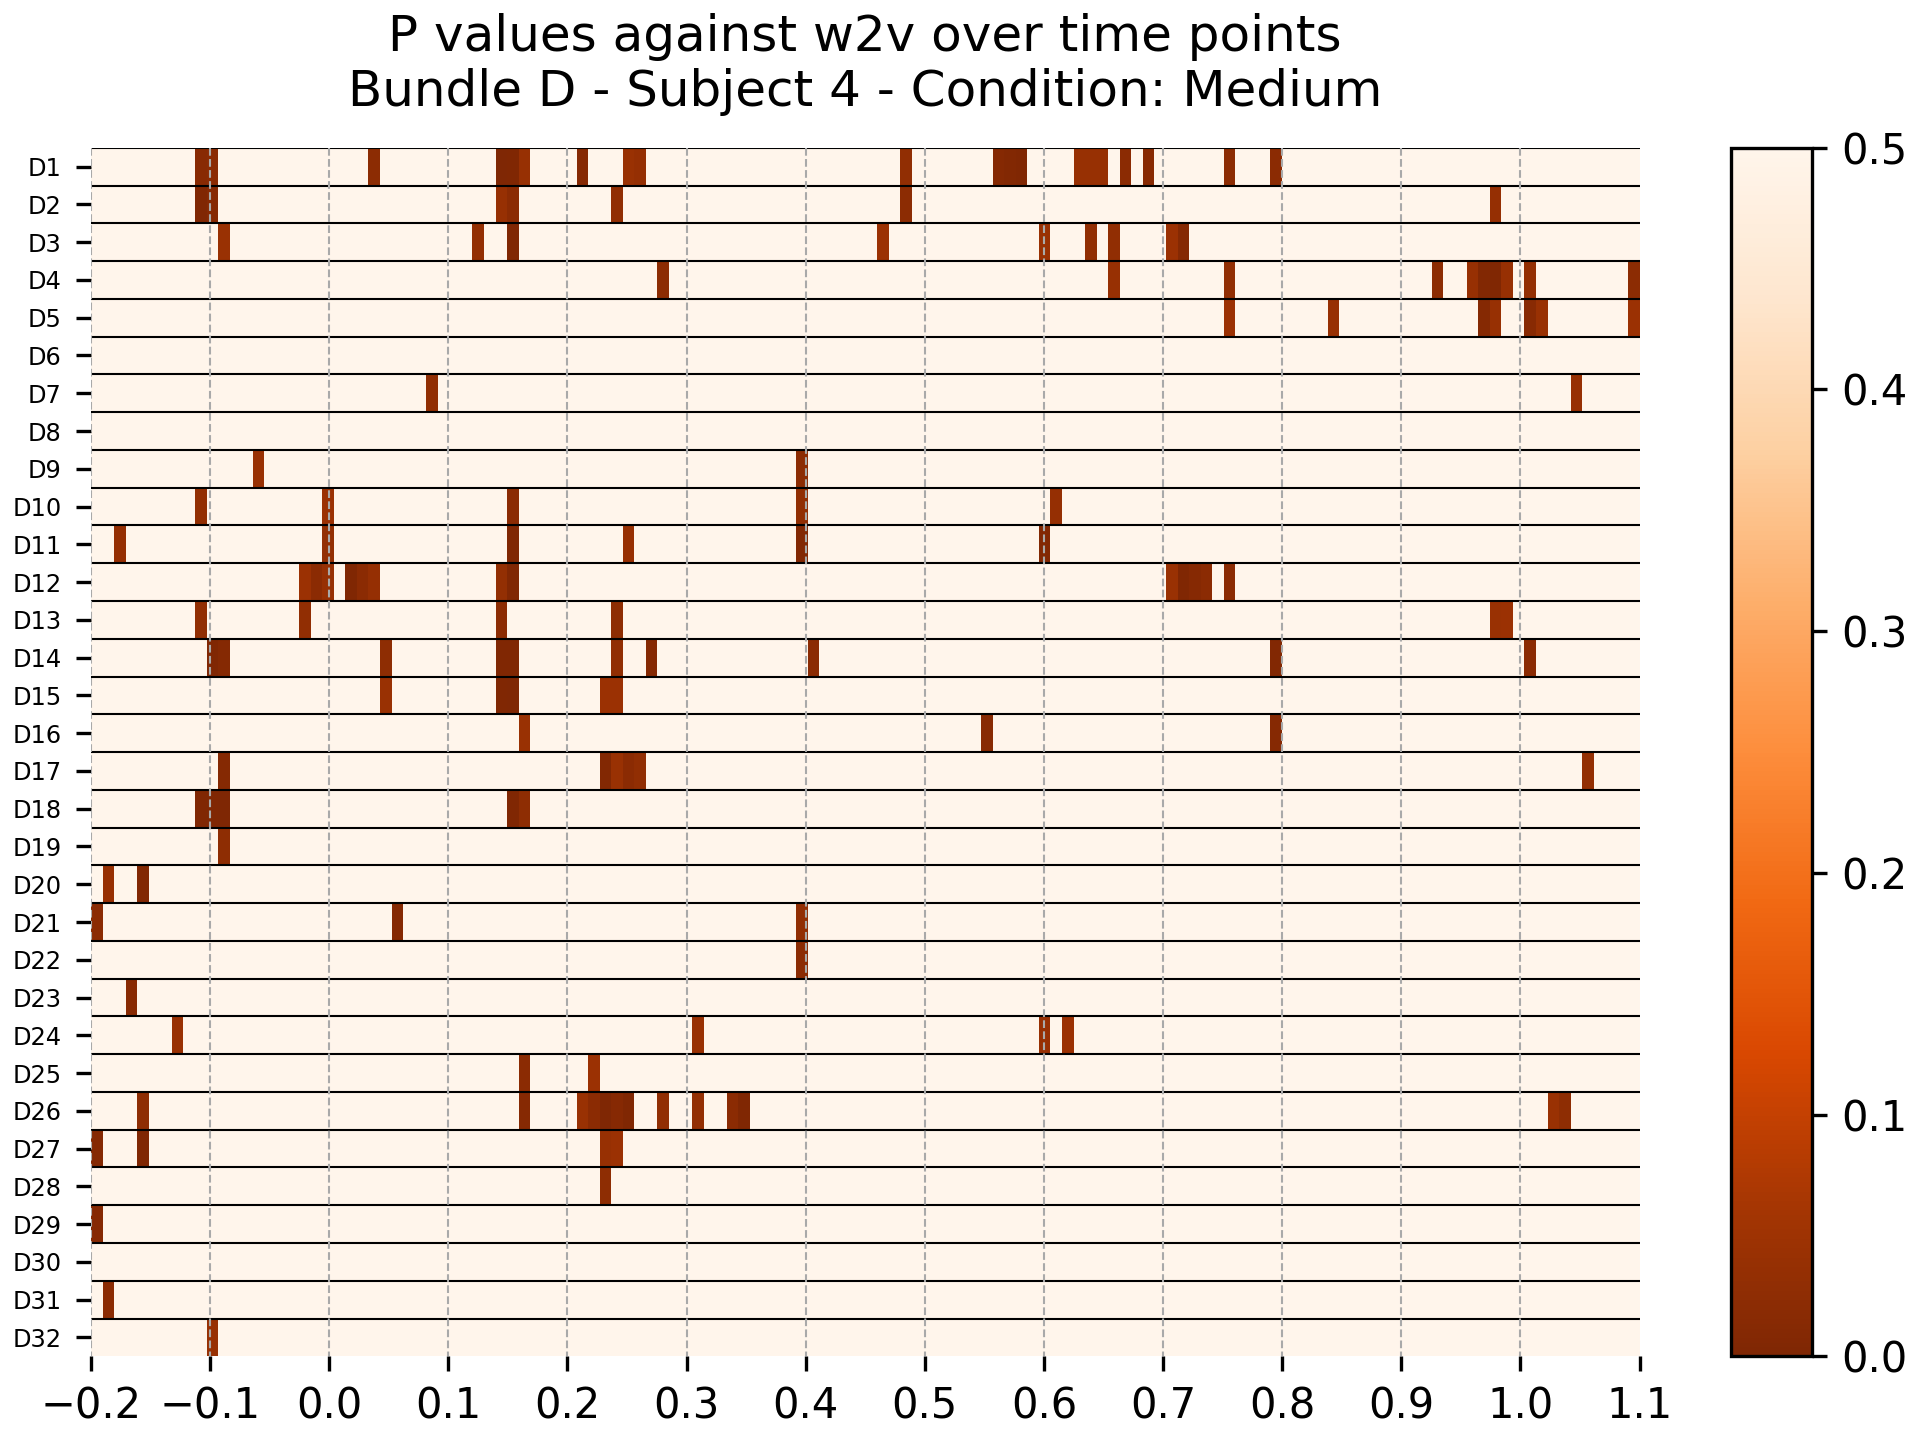 P values against w2v over time points
Bundle D - Subject 4 - Condition: Medium
D1
D2
D3
D4
D5
D6
D7
D8
D9
D10
D11
D12
D13
D14
D15
D16
D17
D18
D19
D20
D21
D22
D23
D24
D25
D26
D27
D28
D29
D30
D31
D32
−0.2 −0.1 0.0 0.1 0.2 0.3 0.4 0.5 0.6 0.7 0.8 0.9 1.0 1.1
0.5
0.4
0.3
0.2
0.1
0.0